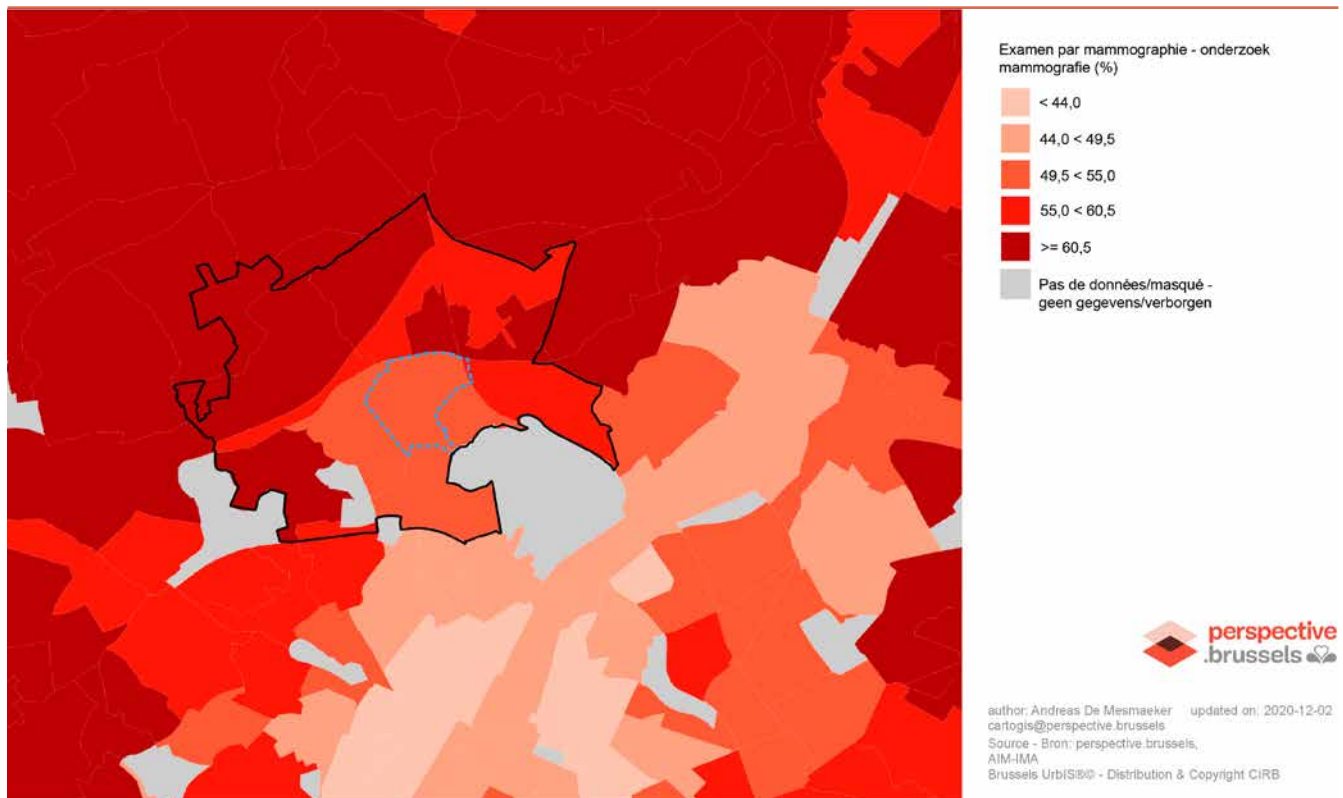 Examen par mammographie - onderzoek
mammografie (%)
< 44,0
44,0 < 49,5
49,5 < 55,0
55,0 < 60,5
>= 60,5
Pas de données/masqué -
geen gegevens/verborgen
perspective
.brussels
author: Andreas De Mesmaeker updated on: 2020-12-02
cartogis@perspective.brussels
Source - Bron: perspective.brussels,
AIM-IMA
Brussels UrbIS®© - Distribution & Copyright CIRB